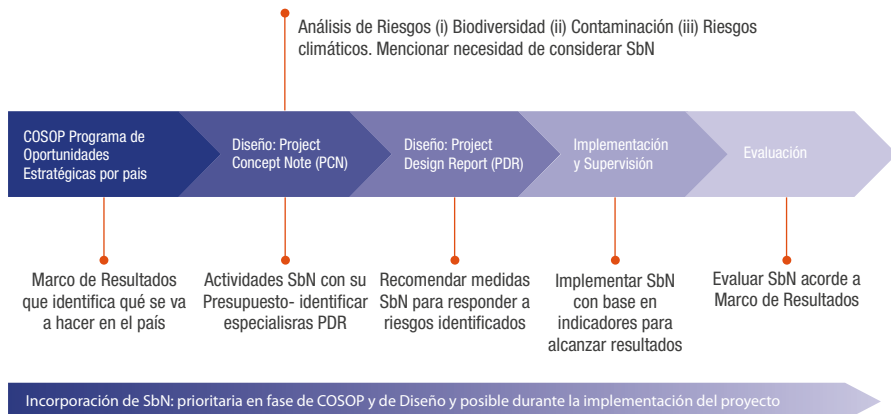 Análisis de Riesgos (i) Biodiversidad (ii) Contaminación (iii) Riesgos
climáticos. Mencionar necesidad de considerar SbN
COSOP Programa de
Oportunidades
Estratégicas por pais
Diseño: Project
Concept Note (PCN)
Diseño: Project
Design Report (PDR)
Implementación
y Supervisión
Evaluación
Marco de Resultados
que identifica qué se va
a hacer en el país
Actividades SbN con su
Presupuesto- identificar
especialisras PDR
Recomendar medidas
SbN para responder a
riesgos identificados
Implementar SbN
con base en
indicadores para
alcanzar resultados
Evaluar SbN acorde a
Marco de Resultados
Incorporación de SbN: prioritaria en fase de COSOP y de Diseño y posible durante la implementación del proyecto